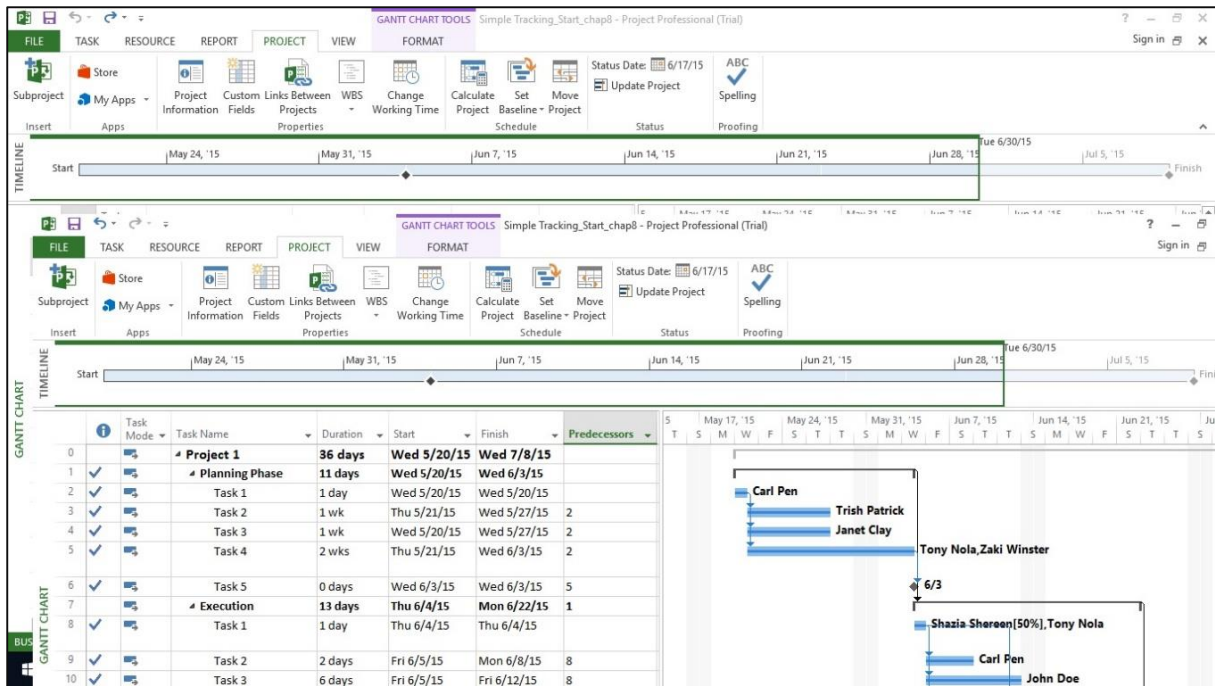 GANTT CHART TOOLS Simple Tracking_Start_chap8 - Project Professional (Trial) ?
FILE TASK RESOURCE REPORT PROJECT VIEW FORMAT Sign in
Subproject
Store
My Apps
Project Information
Custom Fields
Links Between Projects
WBS
Change Working Time
Calculate Project
Set Baseline
Move Project
Status Date: 6/17/15
Update Project
ABC
Spelling
Insert Apps Properties Schedule Status Proofing
TIMELINE
Tue 6/30/15
May 24, '15 May 31, '15 Jun 7, '15 Jun 14, '15 Jun 21, '15 Jun 28, '15 Jul 5, '15
Start Finish
GANTT CHART TOOLS Simple Tracking_Start_chap8 - Project Professional (Trial) ?
FILE TASK RESOURCE REPORT PROJECT VIEW FORMAT Sign in
Subproject
Store
My Apps
Project Information
Custom Fields
Links Between Projects
WBS
Change Working Time
Calculate Project
Set Baseline
Move Project
Status Date: 6/17/15
Update Project
ABC
Spelling
Insert Apps Properties Schedule Status Proofing
TIMELINE
Tue 6/30/15
May 24, '15 May 31, '15 Jun 7, '15 Jun 14, '15 Jun 21, '15 Jun 28, '15 Jul 5, '15
Start
GANTT CHART
GANTT CHART
Task Mode Task Name Duration Start Finish Predecessors
5 May 17, '15 May 24, '15 May 31, '15 Jun 7, '15 Jun 14, '15 Jun 21, '15
T S M W F S T T S M W F S T T S M W F S T T S
0 Project 1 36 days Wed 5/20/15 Wed 7/8/15
1 Planning Phase 11 days Wed 5/20/15 Wed 6/3/15
2 Task 1 1 day Wed 5/20/15 Wed 5/20/15 Carl Pen
3 Task 2 1 wk Thu 5/21/15 Wed 5/27/15 2 Trish Patrick
4 Task 3 1 wk Wed 5/20/15 Wed 5/27/15 2 Janet Clay
5 Task 4 2 wks Thu 5/21/15 Wed 6/3/15 2 Tony Nola,Zaki Winster
6 Task 5 0 days Wed 6/3/15 Wed 6/3/15 5 6/3
7 Execution 13 days Thu 6/4/15 Mon 6/22/15 1
8 Task 1 1 day Thu 6/4/15 Thu 6/4/15 Shazia Shereen[50%],Tony Nola
9 Task 2 2 days Fri 6/5/15 Mon 6/8/15 8 Carl Pen
10 Task 3 6 days Fri 6/5/15 Fri 6/12/15 8 John Doe
BUS